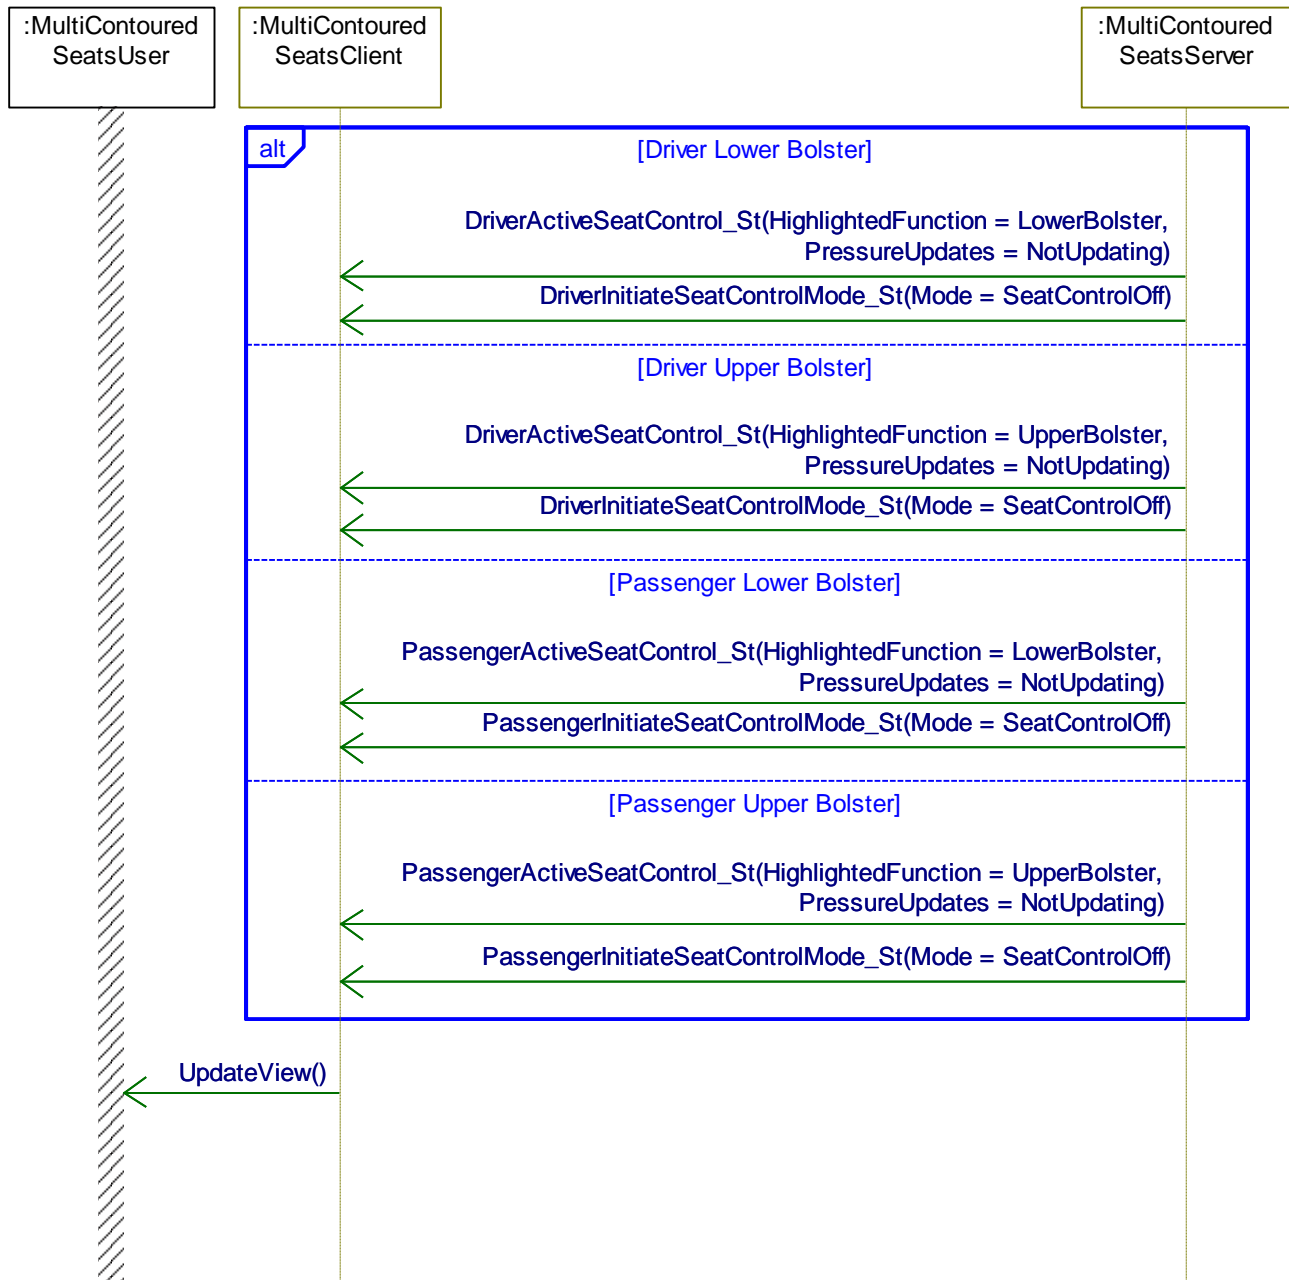 :MultiContoured
SeatsUser
:MultiContoured
SeatsClient
:MultiContoured
SeatsServer
alt
[Driver Lower Bolster]
DriverActiveSeatControl_St(HighlightedFunction = LowerBolster,
PressureUpdates = NotUpdating)
DriverInitiateSeatControlMode_St(Mode = SeatControlOff)
[Driver Upper Bolster]
DriverActiveSeatControl_St(HighlightedFunction = UpperBolster,
PressureUpdates = NotUpdating)
DriverInitiateSeatControlMode_St(Mode = SeatControlOff)
[Passenger Lower Bolster]
PassengerActiveSeatControl_St(HighlightedFunction = LowerBolster,
PressureUpdates = NotUpdating)
PassengerInitiateSeatControlMode_St(Mode = SeatControlOff)
[Passenger Upper Bolster]
PassengerActiveSeatControl_St(HighlightedFunction = UpperBolster,
PressureUpdates = NotUpdating)
PassengerInitiateSeatControlMode_St(Mode = SeatControlOff)
UpdateView()